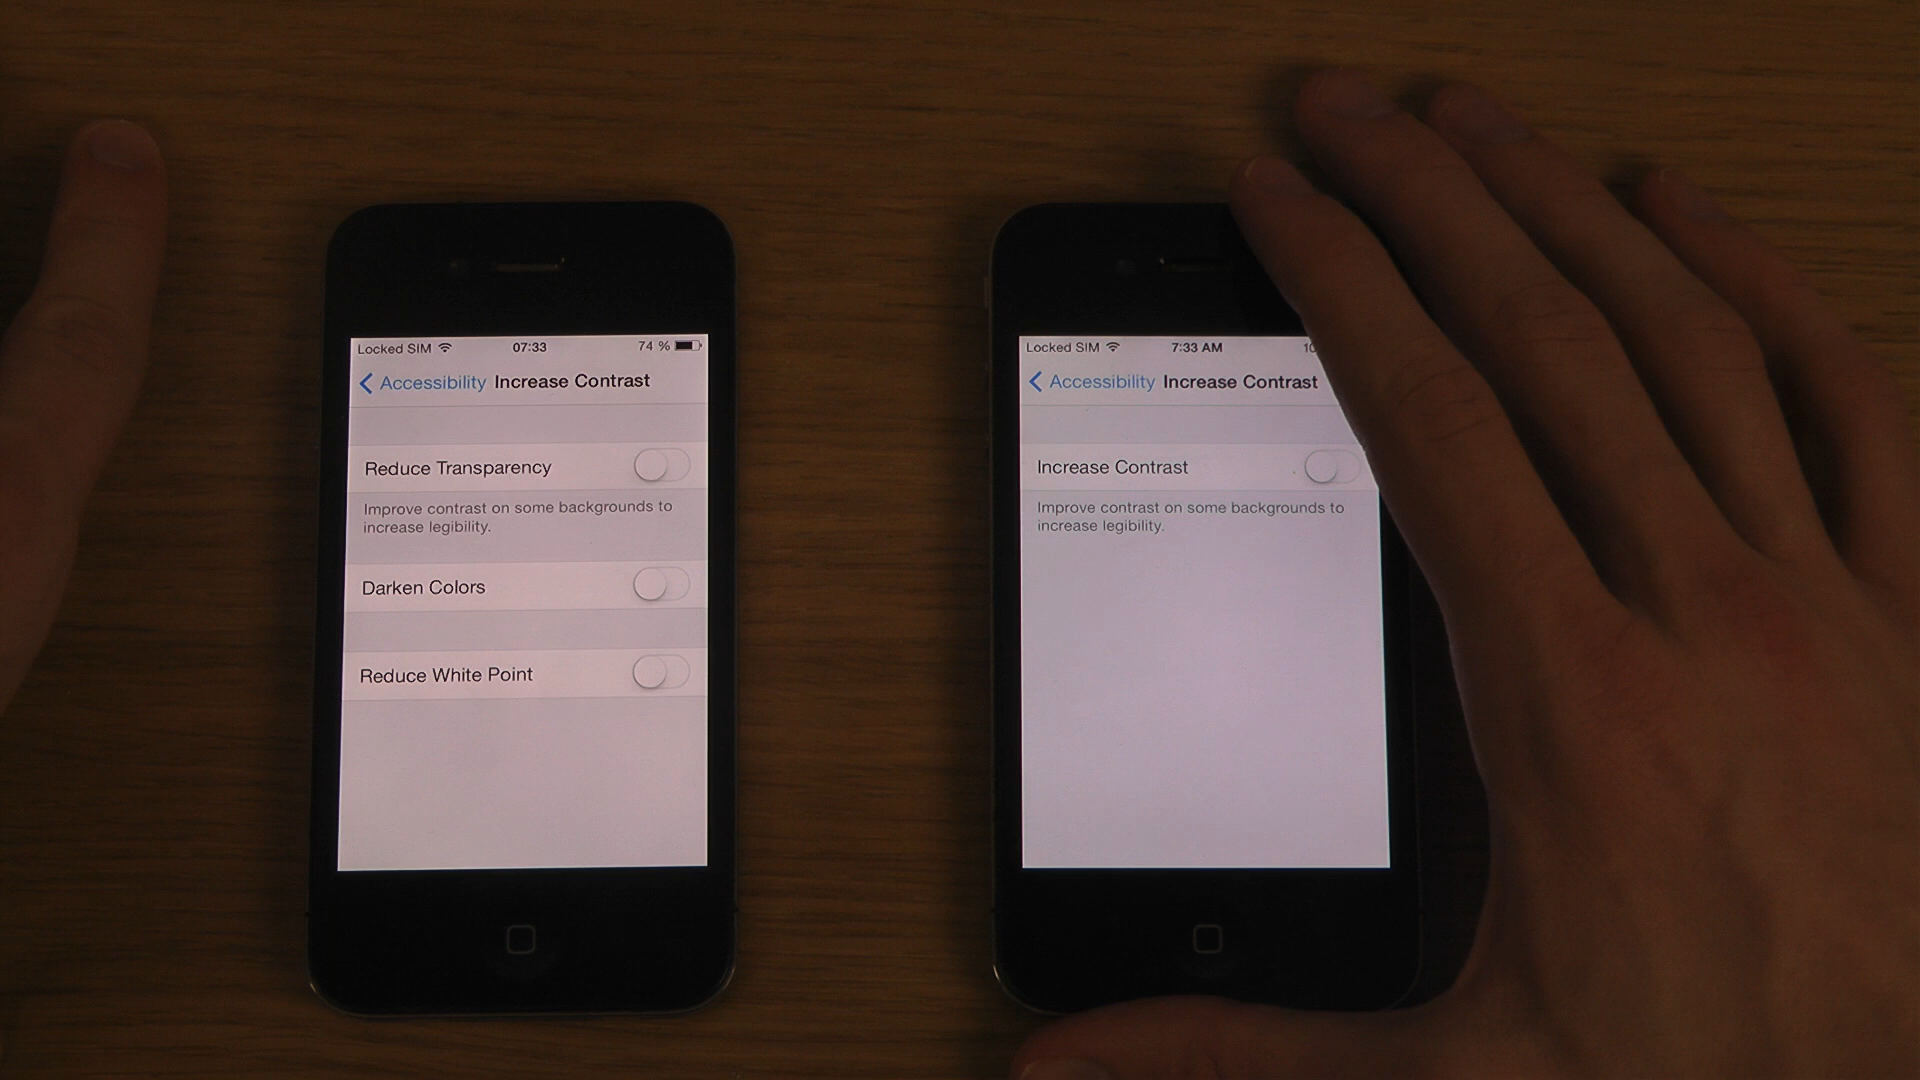 Locked SIM 07:33 74 %
Accessibility Increase Contrast
Reduce Transparency
Improve contrast on some backgrounds to
increase legibility.
Darken Colors
Reduce White Point
Locked SIM 7:33 AM
Accessibility Increase Contrast
Increase Contrast
Improve contrast on some backgrounds to
increase legibility.